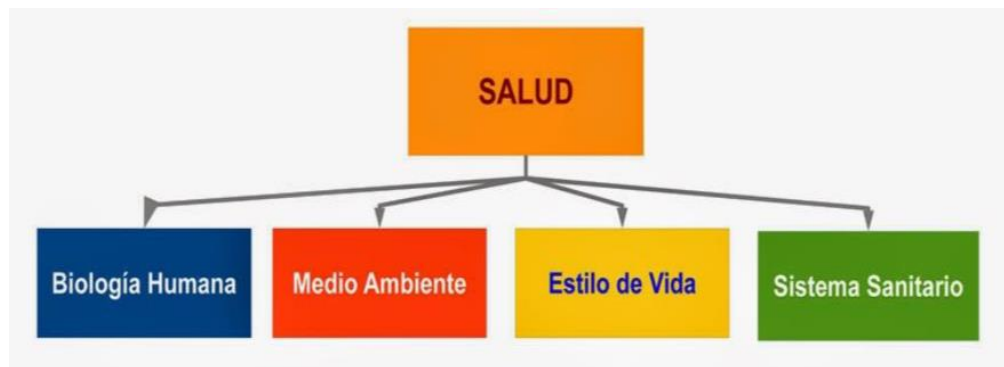 SALUD
Biología Humana
Medio Ambiente
Estilo de Vida
Sistema Sanitario